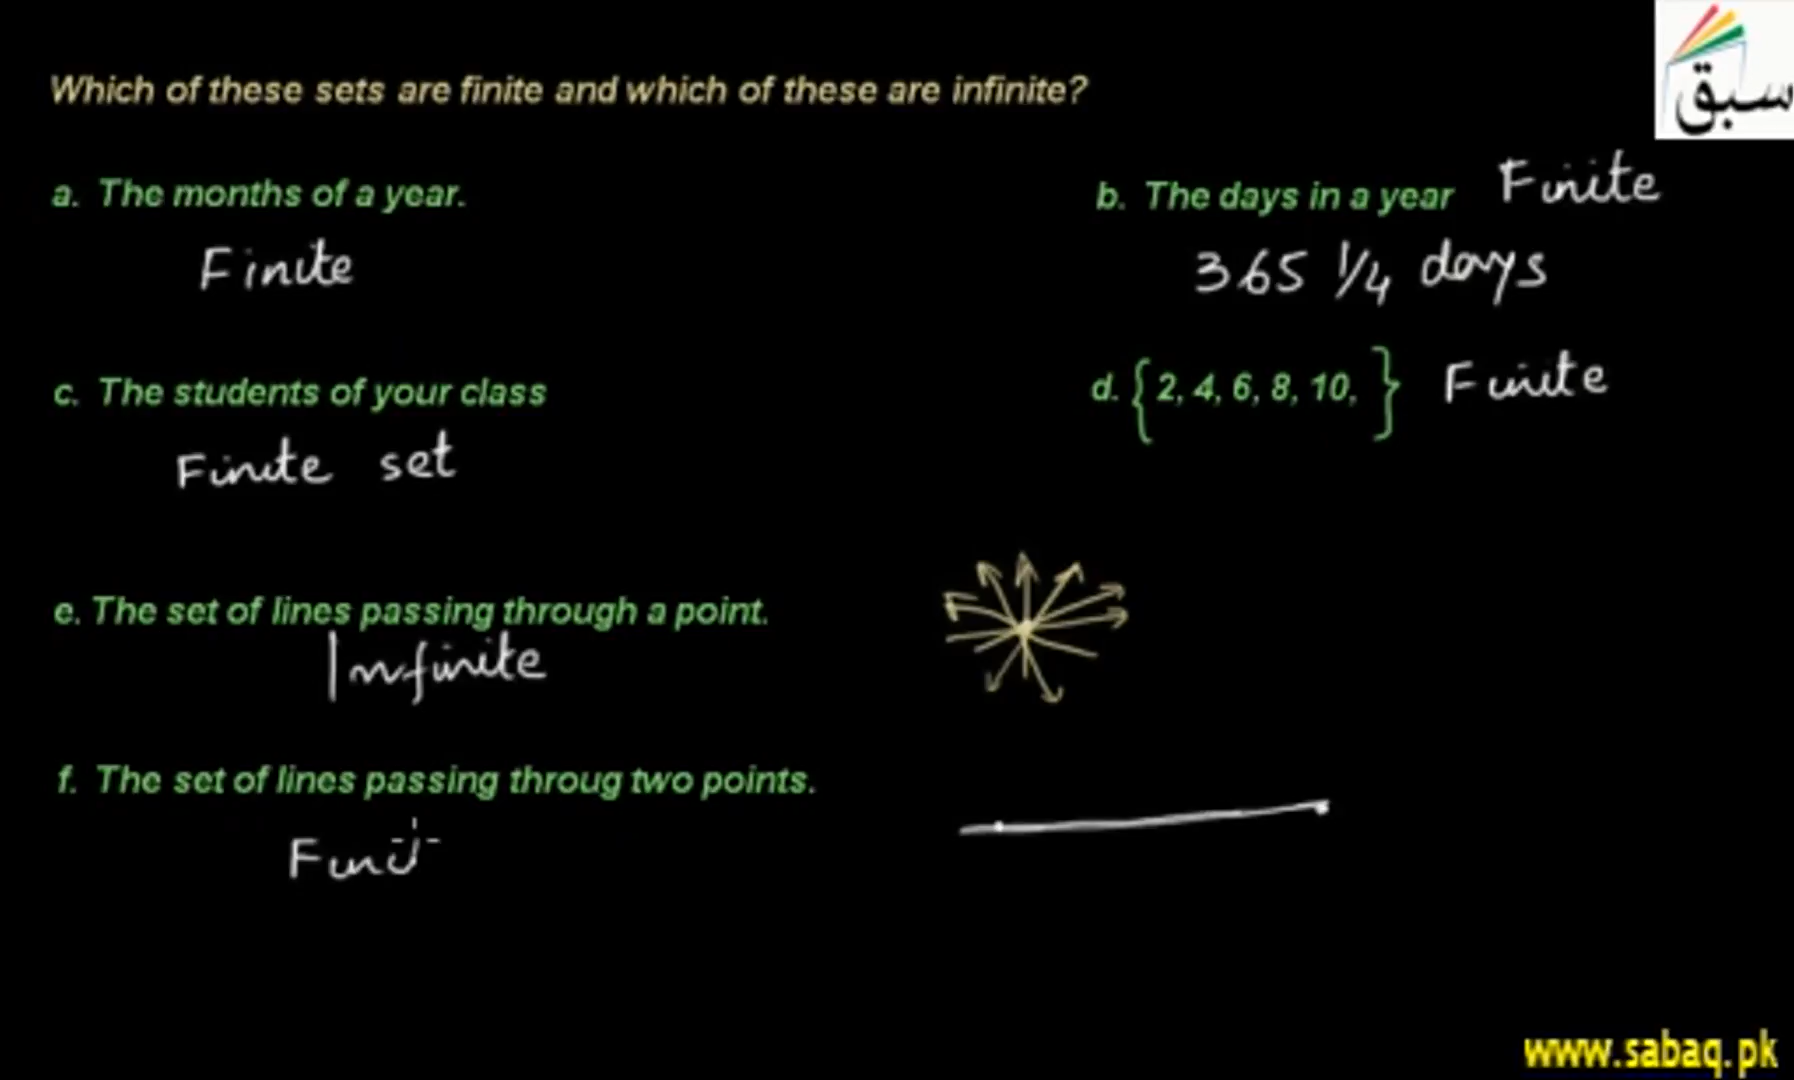 سبق
Which of these sets are finite and which of these are infinite?
a. The months of a year.
Finite
b. The days in a year Finite
365 1/4 days
c. The students of your class
Finite set
d. {2, 4, 6, 8, 10, } Finite
e. The set of lines passing through a point.
Infinite
f. The set of lines passing throug two points.
Finit
www.sabaq.pk